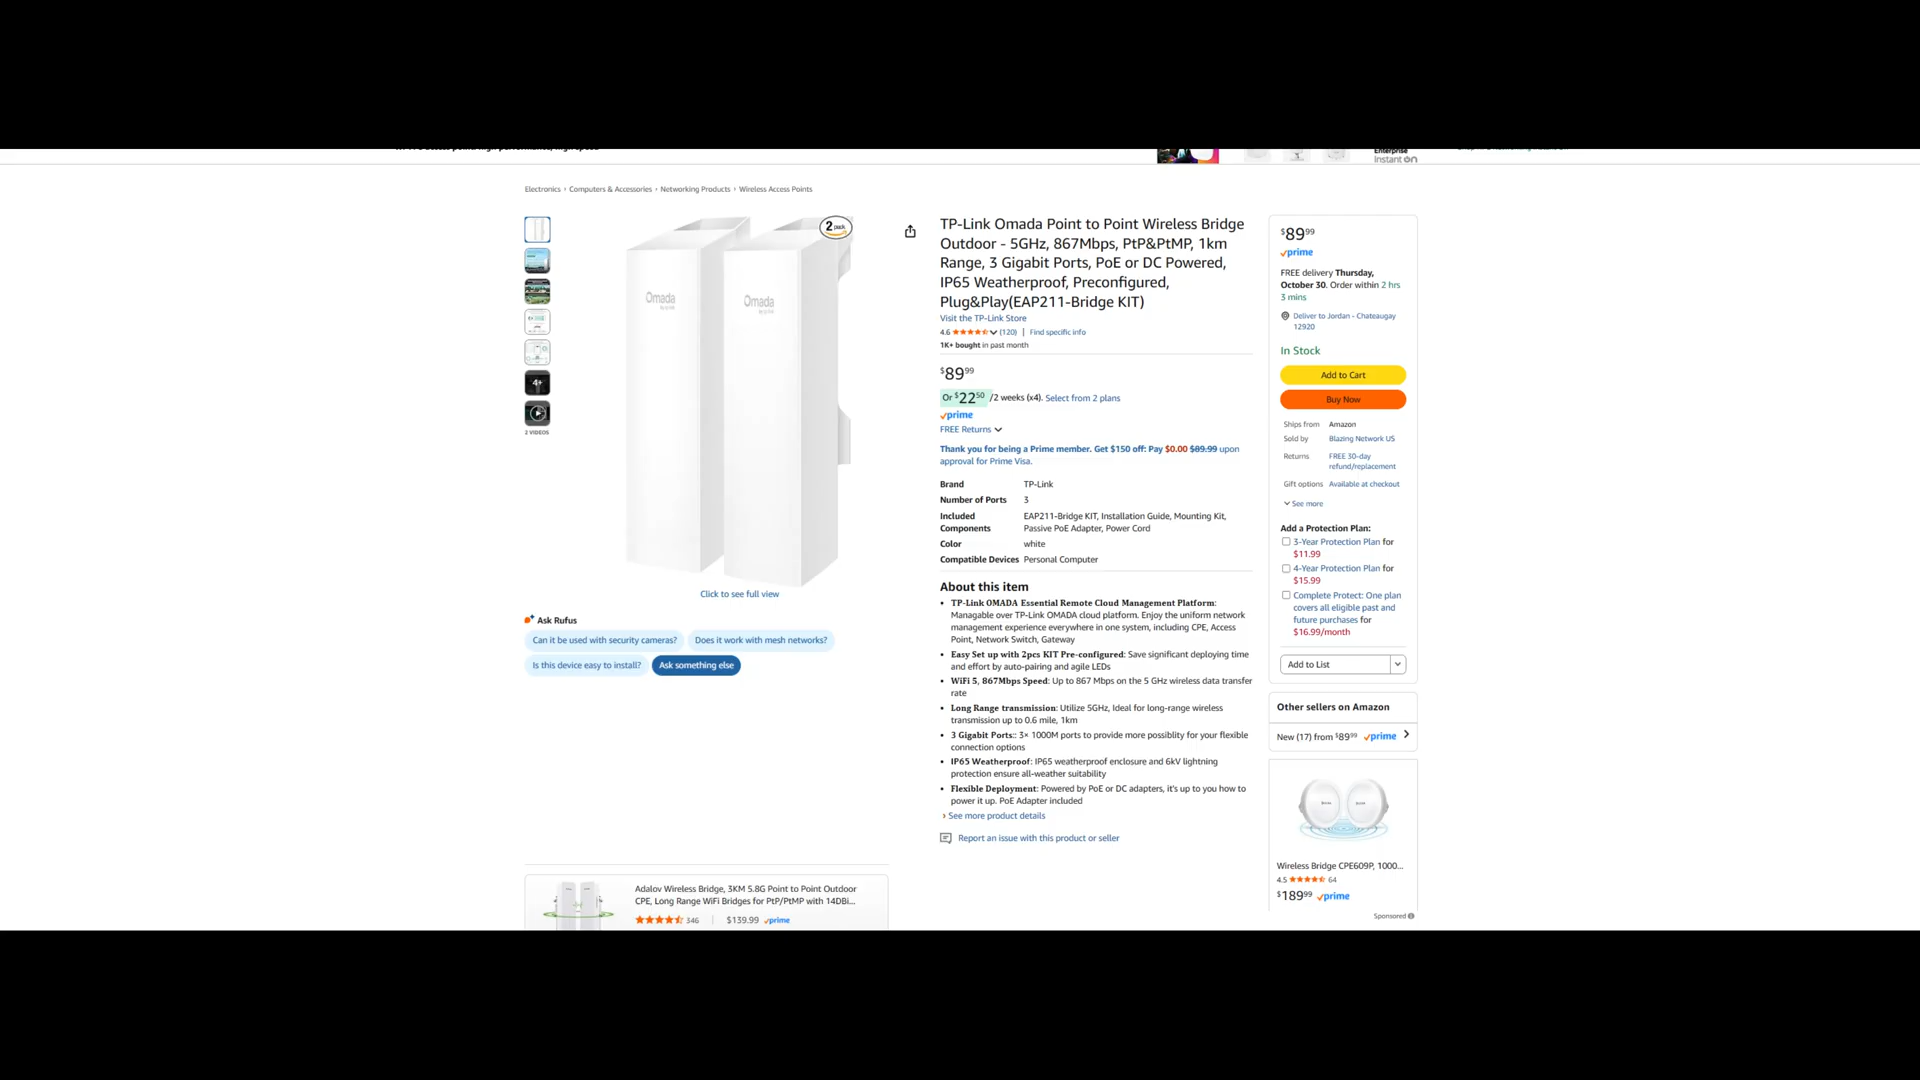 Enterprise
Instant On
Electronics › Computers & Accessories › Networking Products › Wireless Access Points
2 pack
Omada
by tp-link
Omada
by tp-link
4+
2 VIDEOS
Click to see full view
Ask Rufus
Can it be used with security cameras?
Does it work with mesh networks?
Is this device easy to install?
Ask something else
TP-Link Omada Point to Point Wireless Bridge
Outdoor - 5GHz, 867Mbps, PtP&PtMP, 1km
Range, 3 Gigabit Ports, PoE or DC Powered,
IP65 Weatherproof, Preconfigured,
Plug&Play(EAP211-Bridge KIT)
Visit the TP-Link Store
4.6 (120) | Find specific info
1K+ bought in past month
$89.99
Or $22.50 /2 weeks (x4). Select from 2 plans
prime
FREE Returns
Thank you for being a Prime member. Get $150 off: Pay $0.00 $89.99 upon
approval for Prime Visa.
Brand TP-Link
Number of Ports 3
Included Components EAP211-Bridge KIT, Installation Guide, Mounting Kit,
Passive PoE Adapter, Power Cord
Color white
Compatible Devices Personal Computer
About this item
• TP-Link OMADA Essential Remote Cloud Management Platform:
Managable over TP-Link OMADA cloud platform. Enjoy the uniform network
management experience everywhere in one system, including CPE, Access
Point, Network Switch, Gateway
• Easy Set up with 2pcs KIT Pre-configured: Save significant deploying time
and effort by auto-pairing and agile LEDs
• WiFi 5, 867Mbps Speed: Up to 867 Mbps on the 5 GHz wireless data transfer
rate
• Long Range transmission: Utilize 5GHz, Ideal for long-range wireless
transmission up to 0.6 mile, 1km
• 3 Gigabit Ports:: 3× 1000M ports to provide more possiblity for your flexible
connection options
• IP65 Weatherproof: IP65 weatherproof enclosure and 6kV lightning
protection ensure all-weather suitability
• Flexible Deployment: Powered by PoE or DC adapters, it's up to you how to
power it up. PoE Adapter included
› See more product details
Report an issue with this product or seller
$89.99
prime
FREE delivery Thursday,
October 30. Order within 2 hrs
3 mins
Deliver to Jordan - Chateaugay
12920
In Stock
Add to Cart
Buy Now
Ships from Amazon
Sold by Blazing Network US
Returns FREE 30-day
refund/replacement
Gift options Available at checkout
See more
Add a Protection Plan:
3-Year Protection Plan for
$11.99
4-Year Protection Plan for
$15.99
Complete Protect: One plan
covers all eligible past and
future purchases for
$16.99/month
Add to List
Other sellers on Amazon
New (17) from $89.99 prime
Wireless Bridge CPE609P, 1000...
4.5 64
$189.99 prime
Sponsored
Adalov Wireless Bridge, 3KM 5.8G Point to Point Outdoor
CPE, Long Range WiFi Bridges for PtP/PtMP with 14DBi...
346 | $139.99 prime